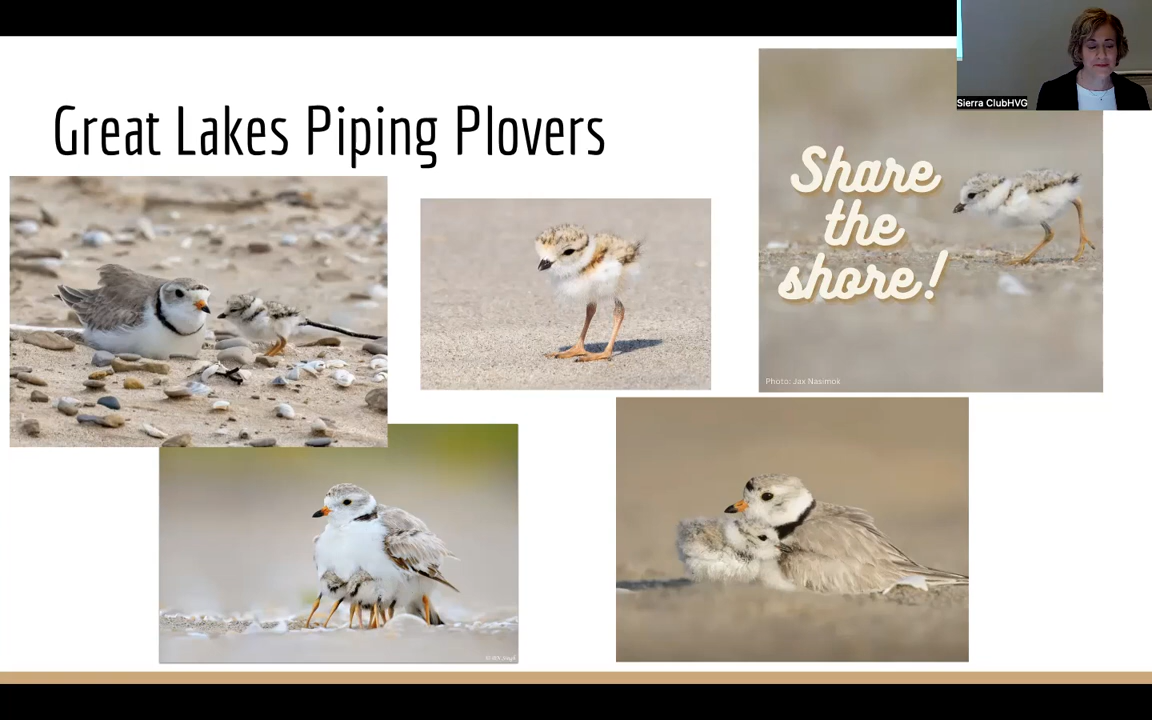 Sierra ClubHVG
Great Lakes Piping Plovers
Share
the
shore!
Photo: Jax Nasimok